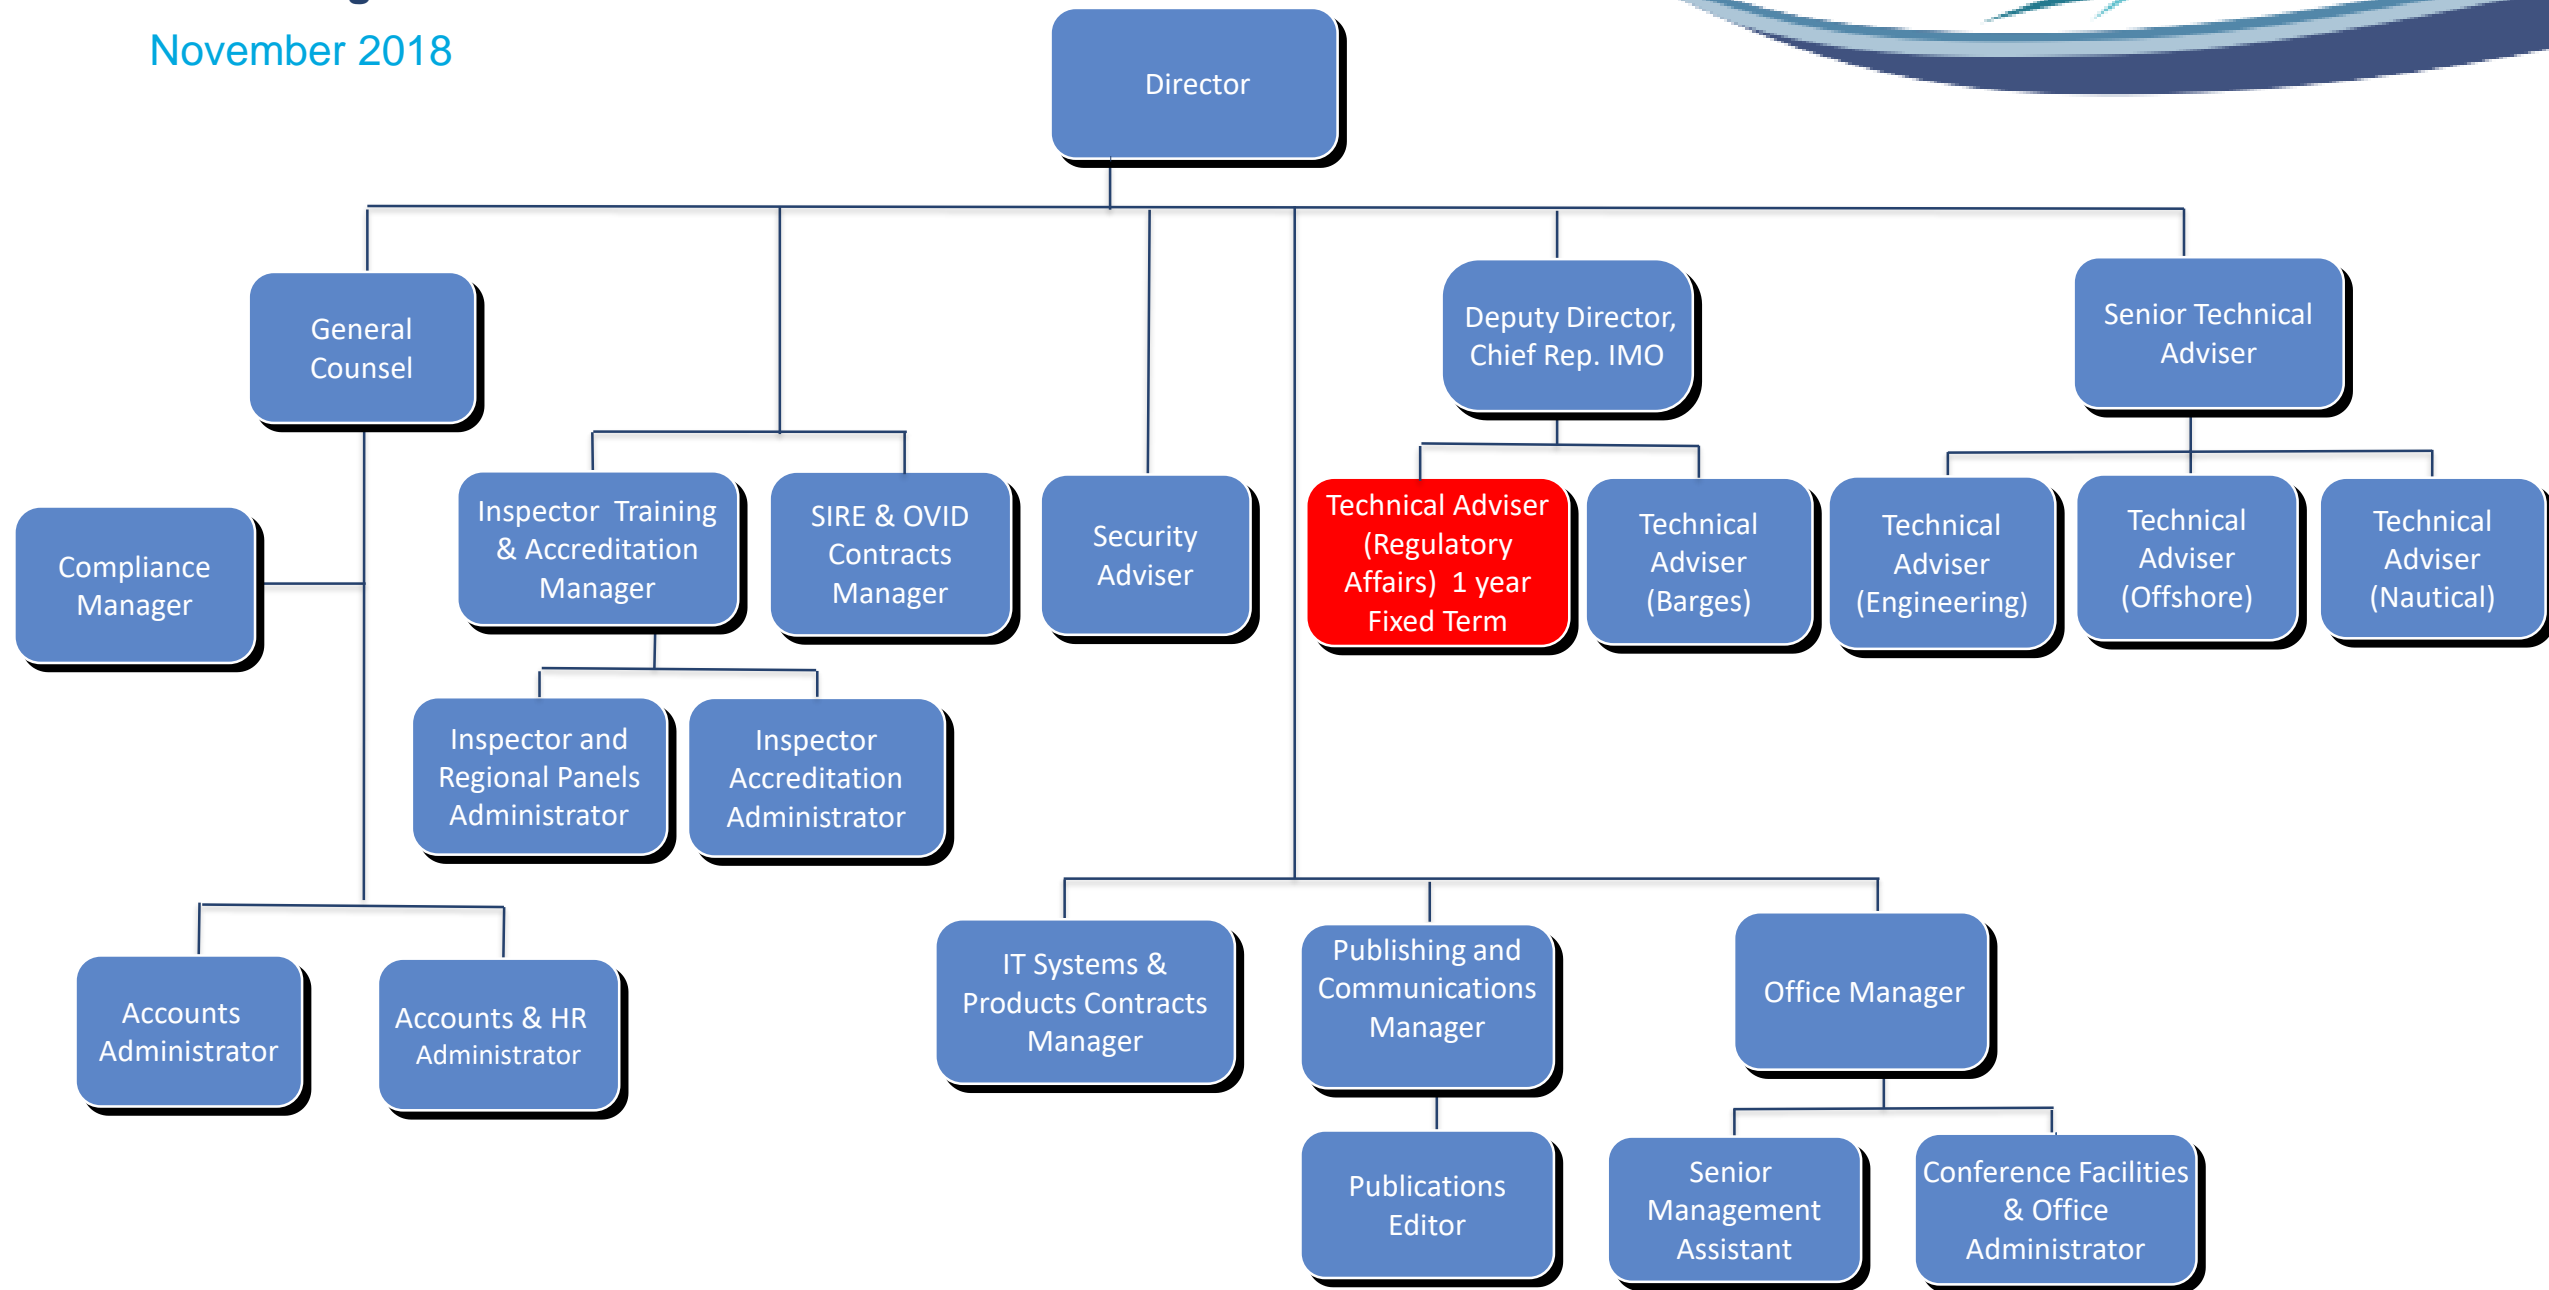 November 2018
Director
General
Counsel
Deputy Director,
Chief Rep. IMO
Senior Technical
Adviser
Compliance
Manager
Inspector Training
& Accreditation
Manager
SIRE & OVID
Contracts
Manager
Security
Adviser
Technical Adviser
(Regulatory
Affairs) 1 year
Fixed Term
Technical
Adviser
(Barges)
Technical
Adviser
(Engineering)
Technical
Adviser
(Offshore)
Technical
Adviser
(Nautical)
Inspector and
Regional Panels
Administrator
Inspector
Accreditation
Administrator
Accounts
Administrator
Accounts & HR
Administrator
IT Systems &
Products Contracts
Manager
Publishing and
Communications
Manager
Office Manager
Publications
Editor
Senior
Management
Assistant
Conference Facilities
& Office
Administrator